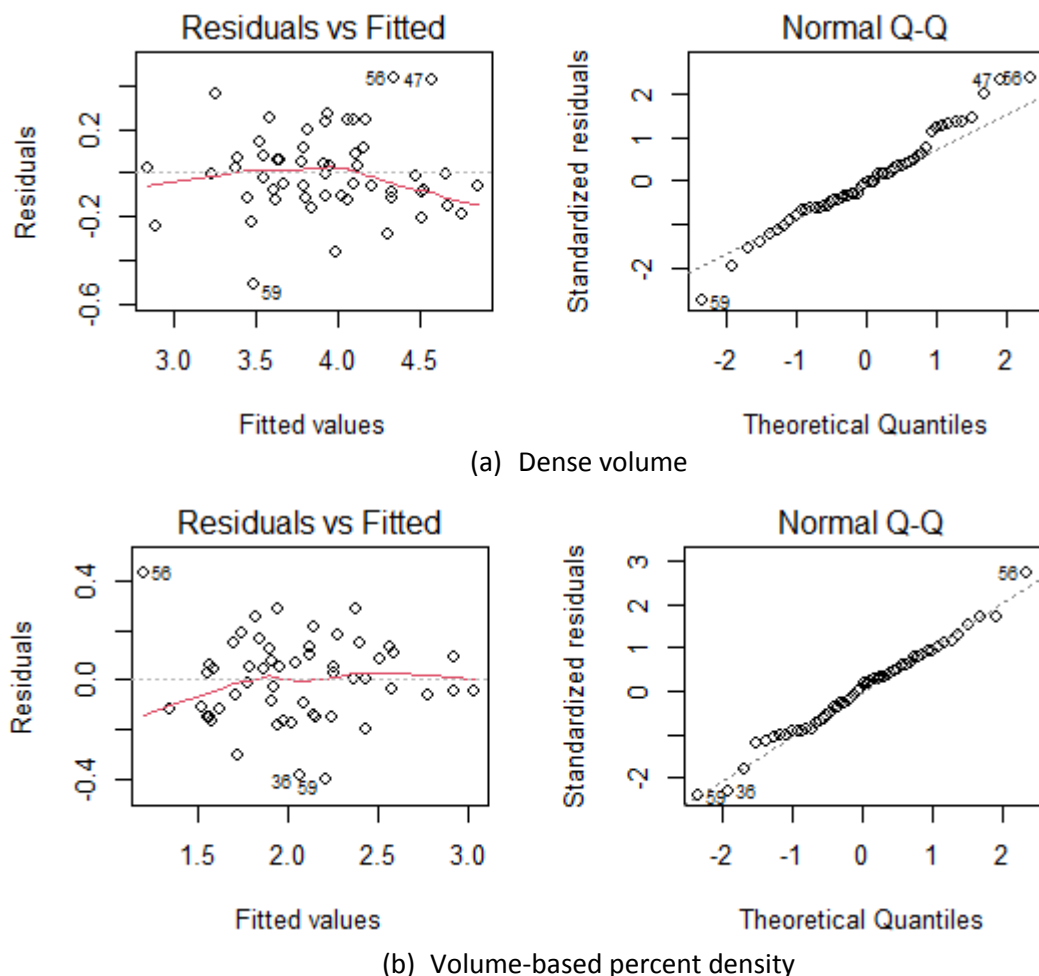 Residuals vs Fitted
Residuals
0.2
-0.2
-0.6
56
47
59
3.0 3.5 4.0 4.5
Fitted values
Normal Q-Q
Standardized residuals
2
1
0
-2
47 56
59
-2 -1 0 1 2
Theoretical Quantiles
(a) Dense volume
Residuals vs Fitted
Residuals
0.4
0.0
-0.4
56
36 59
1.5 2.0 2.5 3.0
Fitted values
Normal Q-Q
Standardized residuals
3
2
1
0
-2
56
59 36
-2 -1 0 1 2
Theoretical Quantiles
(b) Volume-based percent density